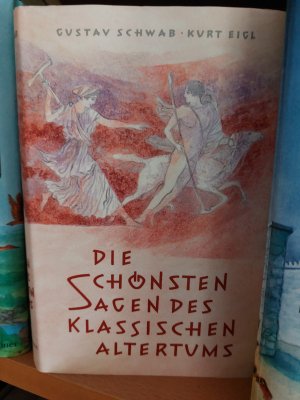 GUSTAV SCHWAB · KURT EIGL
DIE
SCHÖNSTEN
SAGEN DES
KLASSISCHEN
ALTERTUMS